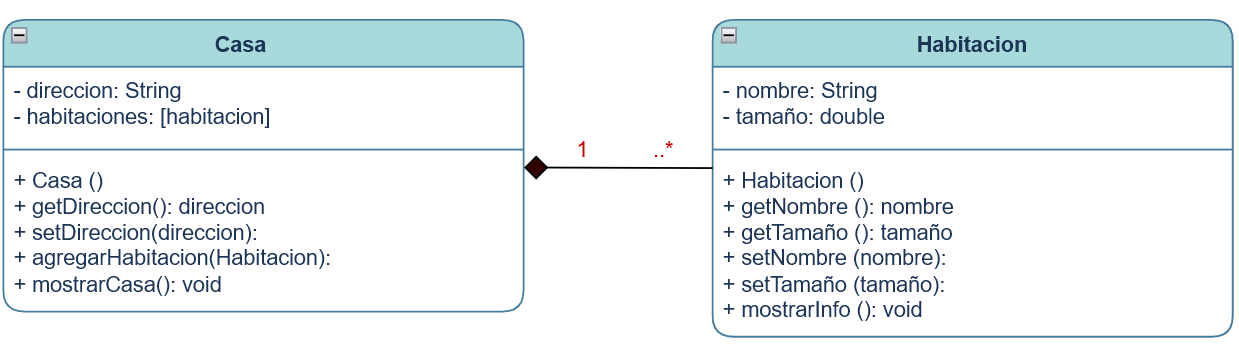 Casa
- direccion: String
- habitaciones: [habitacion]
+ Casa ()
+ getDireccion(): direccion
+ setDireccion(direccion):
+ agregarHabitacion(Habitacion):
+ mostrarCasa(): void
1
..*
Habitacion
- nombre: String
- tamaño: double
+ Habitacion ()
+ getNombre (): nombre
+ getTamaño (): tamaño
+ setNombre (nombre):
+ setTamaño (tamaño):
+ mostrarInfo (): void